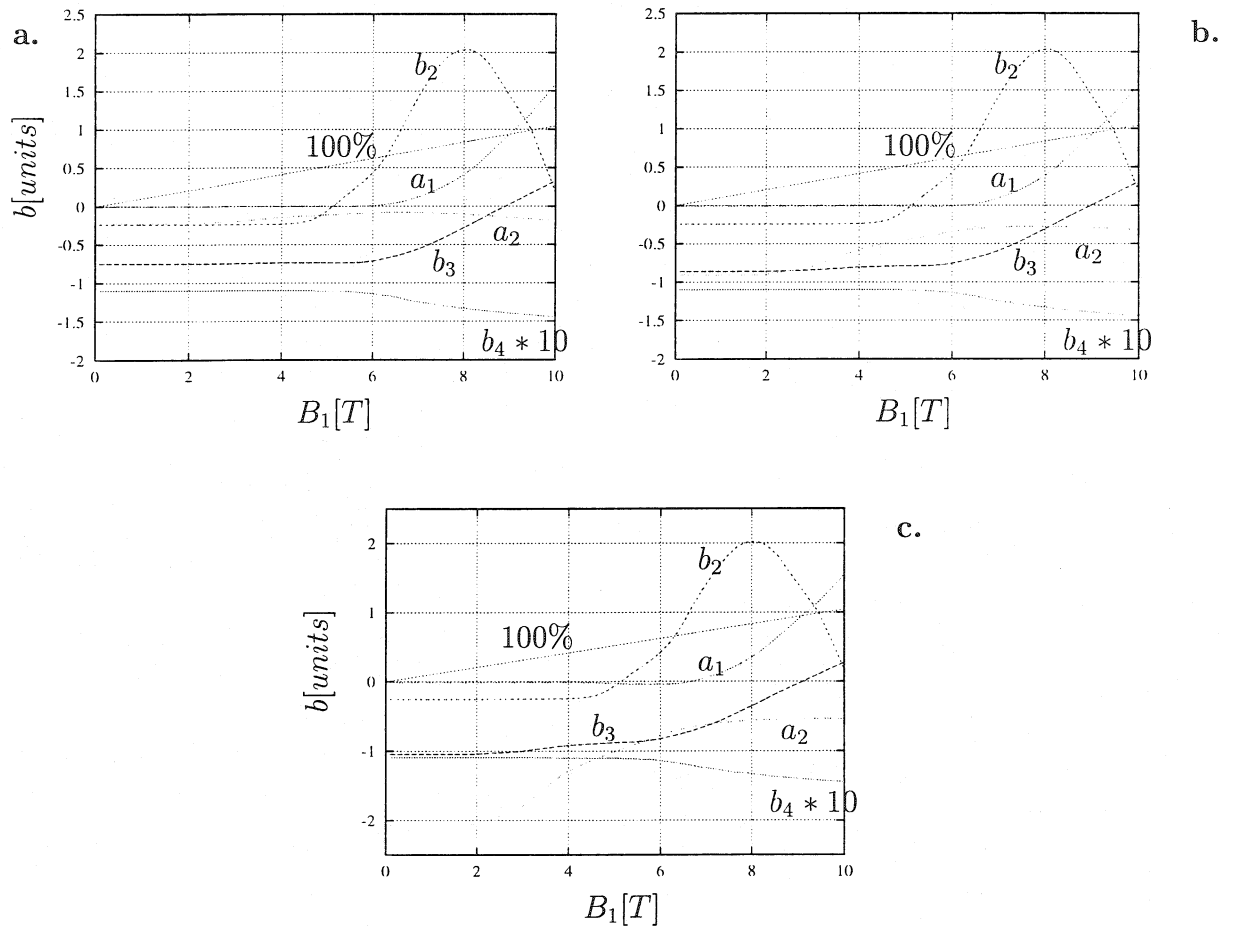 a.
b[units]
2.5
2
1.5
1
0.5
0
-0.5
-1
-1.5
-2
b₂
100%
a₁
a₂
b₃
b₄ * 10
0 2 4 6 8 10
B₁[T]
b.
2.5
2
1.5
1
0.5
0
-0.5
-1
-1.5
-2
b₂
100%
a₁
a₂
b₃
b₄ * 10
0 2 4 6 8 10
B₁[T]
c.
b[units]
2
1
0
-1
-2
b₂
100%
a₁
b₃
a₂
b₄ * 10
0 2 4 6 8 10
B₁[T]